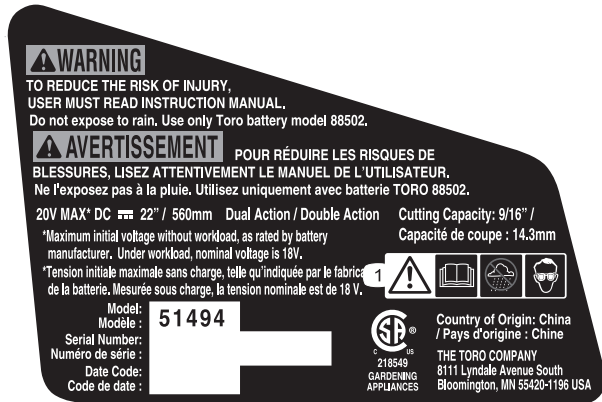 WARNING
TO REDUCE THE RISK OF INJURY,
USER MUST READ INSTRUCTION MANUAL.
Do not expose to rain. Use only Toro battery model 88502.
AVERTISSEMENT POUR RÉDUIRE LES RISQUES DE
BLESSURES, LISEZ ATTENTIVEMENT LE MANUEL DE L'UTILISATEUR.
Ne l'exposez pas à la pluie. Utilisez uniquement avec batterie TORO 88502.
20V MAX* DC 22"/ 560mm Dual Action / Double Action
*Maximum initial voltage without workload, as rated by battery
manufacturer. Under workload, nominal voltage is 18V.
*Tension initiale maximale sans charge, telle qu'indiquée par le fabrica
de la batterie. Mesurée sous charge, la tension nominale est de 18 V.
Cutting Capacity: 9/16" /
Capacité de coupe : 14.3mm
1
Model:
Modèle : 51494
Serial Number:
Numéro de série :
Date Code:
Code de date :
SA ®
C US
218549
GARDENING
APPLIANCES
Country of Origin: China
/ Pays d'origine : Chine
THE TORO COMPANY
8111 Lyndale Avenue South
Bloomington, MN 55420-1196 USA